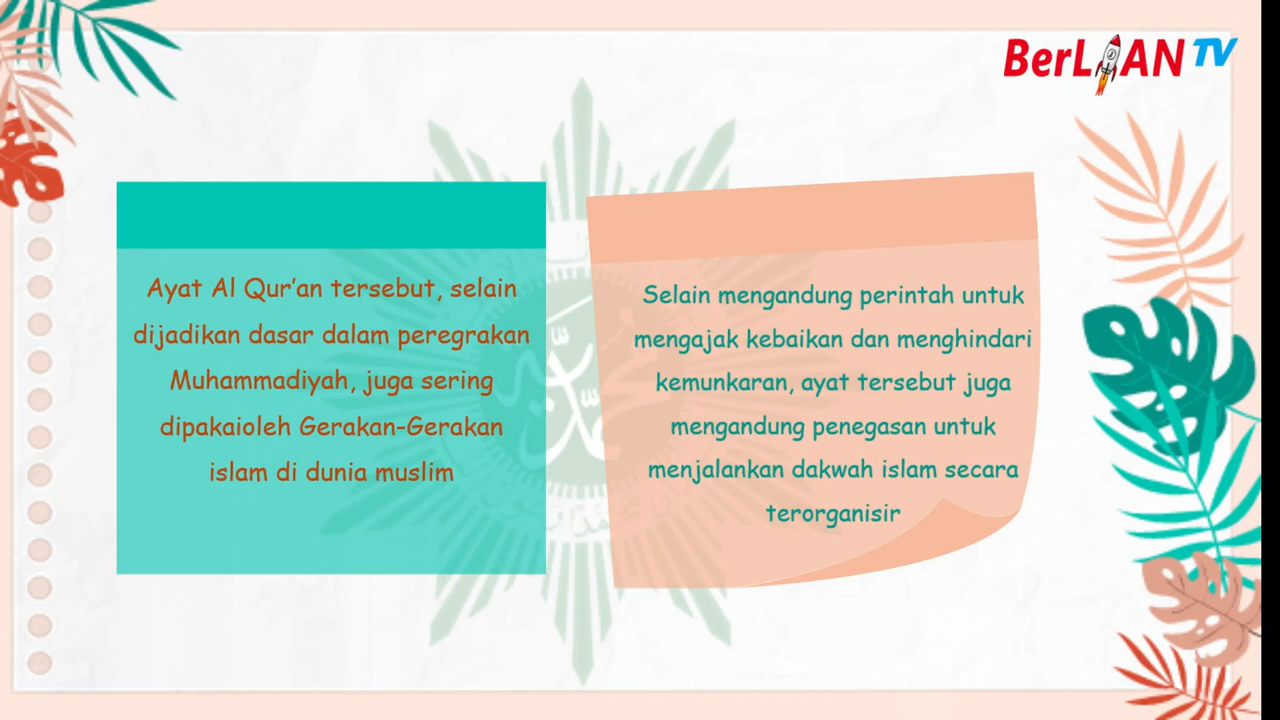 BerLIAN TV
Ayat Al Qur’an tersebut, selain
dijadikan dasar dalam peregrakan
Muhammadiyah, juga sering
dipakaioleh Gerakan-Gerakan
islam di dunia muslim
Selain mengandung perintah untuk
mengajak kebaikan dan menghindari
kemunkaran, ayat tersebut juga
mengandung penegasan untuk
menjalankan dakwah islam secara
terorganisir